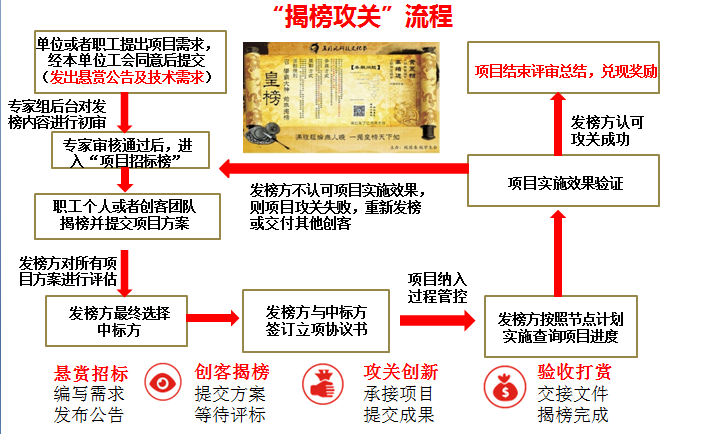 “揭榜攻关”流程
单位或者职工提出项目需求，
经本单位工会同意后提交
（发出悬赏公告及技术需求）
专家组后台对发
榜内容进行初审
专家审核通过后，进
入“项目招标榜”
职工个人或者创客团队
揭榜并提交项目方案
发榜方对所有项
目方案进行评估
发榜方最终选择
中标方
发榜方与中标方
签订立项协议书
项目纳入
过程管控
发榜方按照节点计划
实施查询项目进度
项目实施效果验证
发榜方不认可项目实施效果，
则项目攻关失败，重新发榜
或交付其他创客
发榜方认可
攻关成功
项目结束评审总结，兑现奖励
皇榜
悬赏招标
编写需求
发布公告
创客揭榜
提交方案
等待评标
攻关创新
承接项目
提交成果
验收打赏
交接文件
揭榜完成